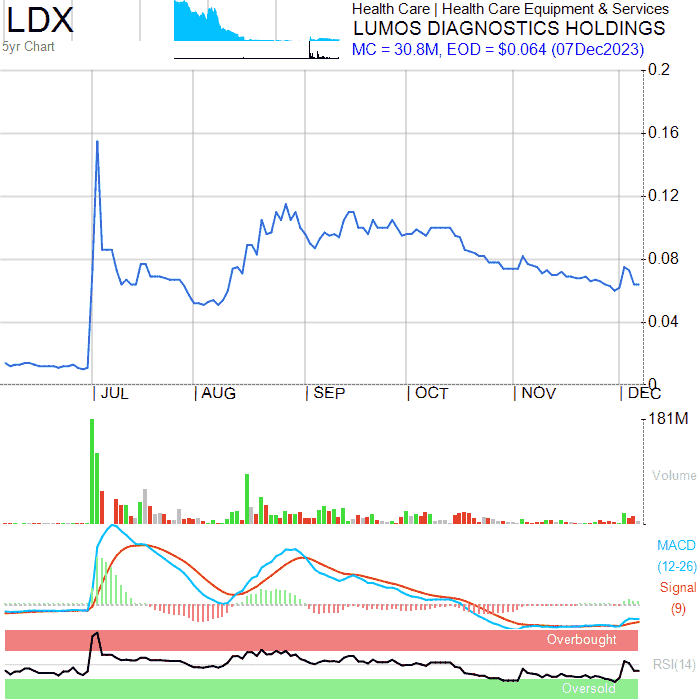 LDX
5yr Chart
Health Care | Health Care Equipment & Services
LUMOS DIAGNOSTICS HOLDINGS
MC = 30.8M, EOD = $0.064 (07Dec2023)
0.2
0.16
0.12
0.08
0.04
0
JUL AUG SEP OCT NOV DEC
181M
Volume
MACD
(12-26)
Signal
(9)
Overbought
RSI(14)
Oversold